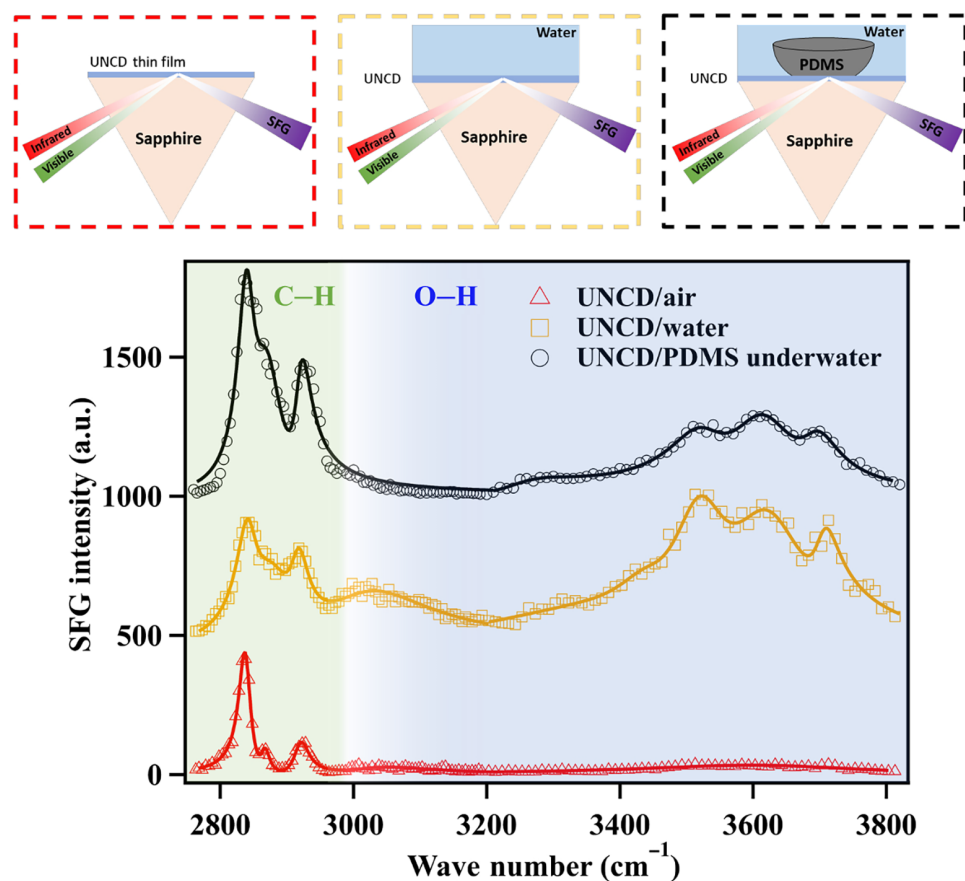 UNCD thin film
Infrared
Visible
Sapphire
SFG
Water
UNCD
Infrared
Visible
Sapphire
SFG
Water
PDMS
UNCD
Infrared
Visible
Sapphire
SFG
C–H
O–H
UNCD/air
UNCD/water
UNCD/PDMS underwater
SFG intensity (a.u.)
1500
1000
500
0
2800 3000 3200 3400 3600 3800
Wave number (cm⁻¹)